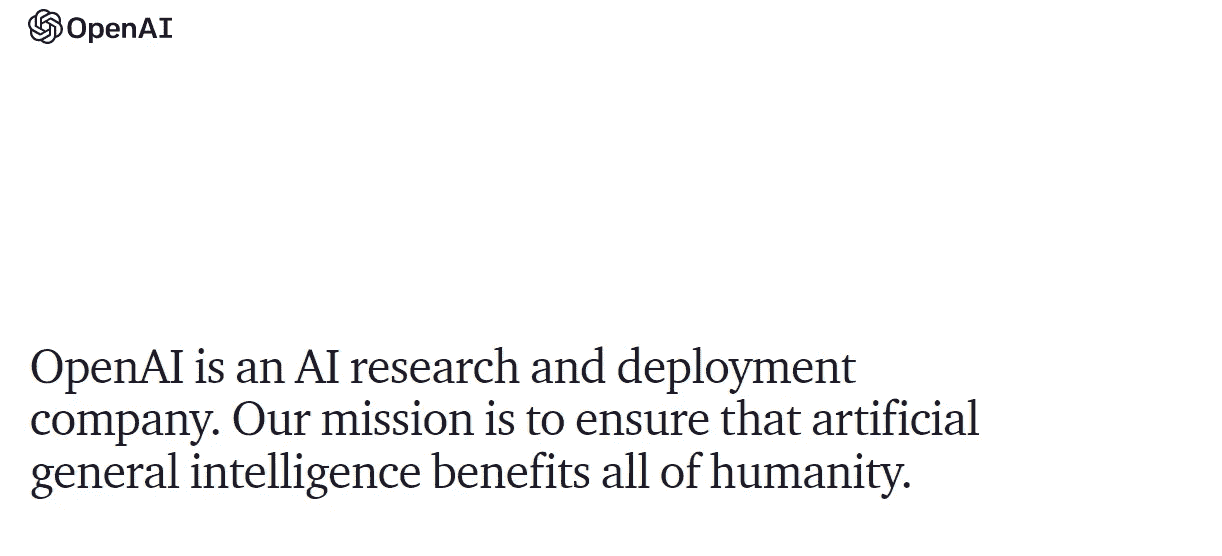 OpenAI
OpenAI is an AI research and deployment
company. Our mission is to ensure that artificial
general intelligence benefits all of humanity.